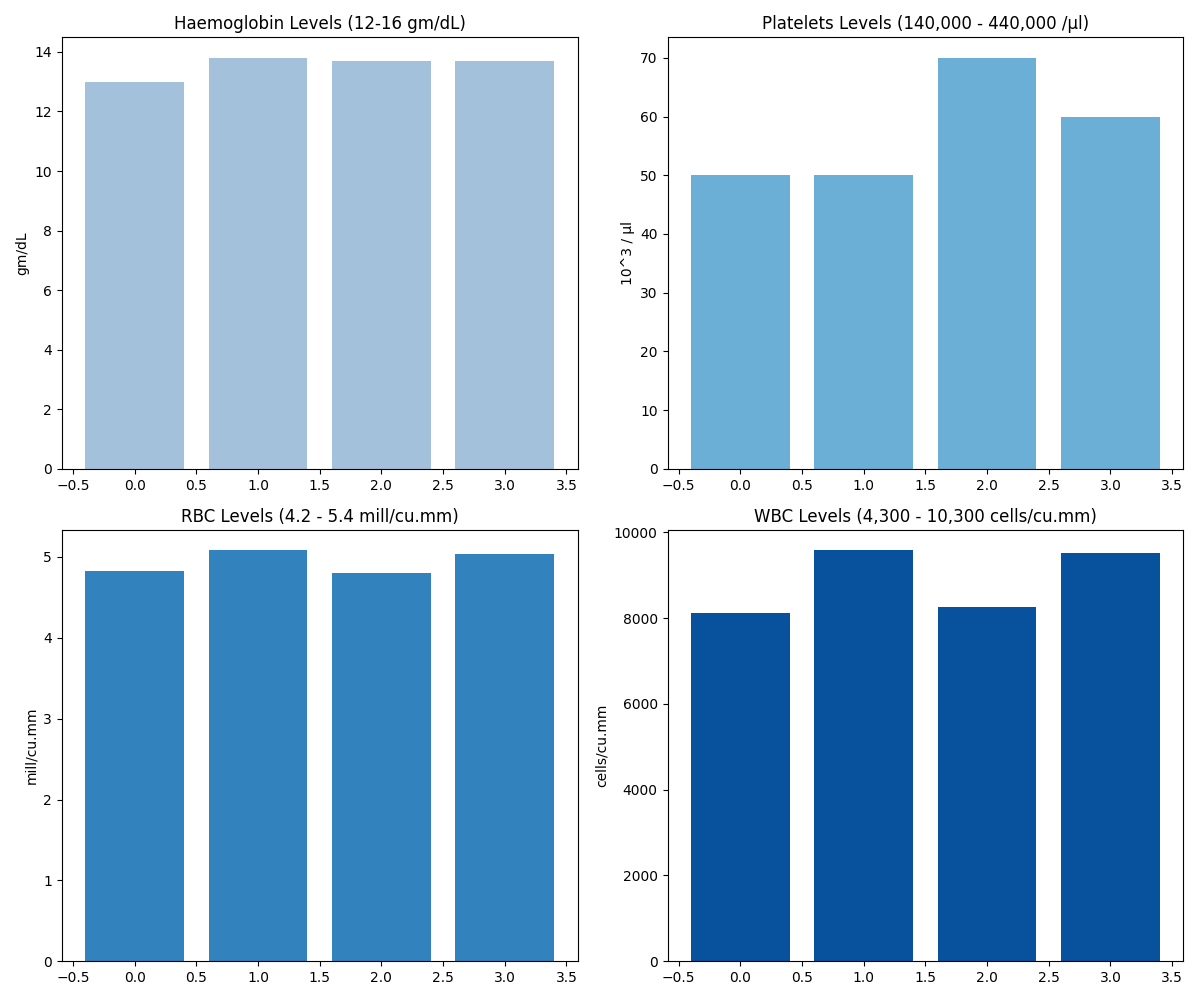 Haemoglobin Levels (12-16 gm/dL)
gm/dL
14
12
10
8
6
4
2
0
−0.5 0.0 0.5 1.0 1.5 2.0 2.5 3.0 3.5
Platelets Levels (140,000 - 440,000 /μl)
10^3 / μl
70
60
50
40
30
20
10
0
−0.5 0.0 0.5 1.0 1.5 2.0 2.5 3.0 3.5
RBC Levels (4.2 - 5.4 mill/cu.mm)
mill/cu.mm
5
4
3
2
1
0
−0.5 0.0 0.5 1.0 1.5 2.0 2.5 3.0 3.5
WBC Levels (4,300 - 10,300 cells/cu.mm)
cells/cu.mm
10000
8000
6000
4000
2000
0
−0.5 0.0 0.5 1.0 1.5 2.0 2.5 3.0 3.5